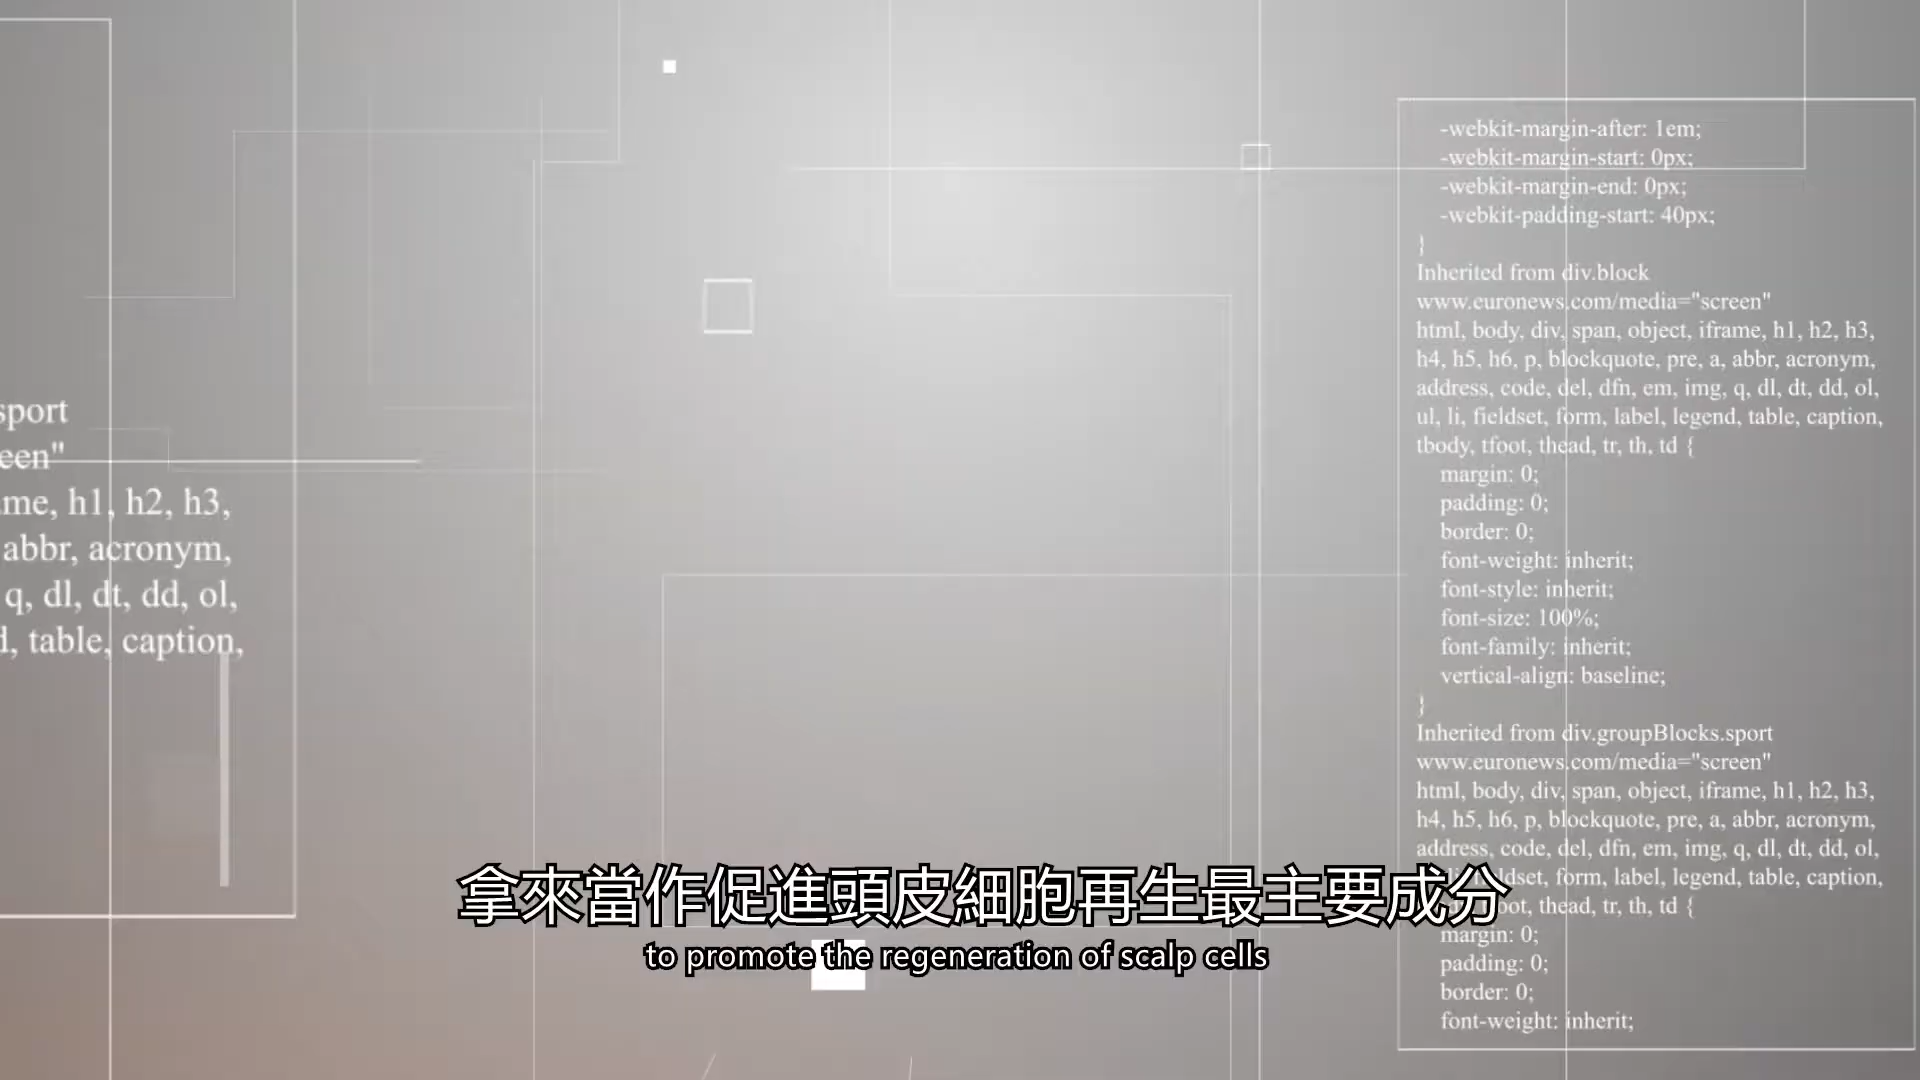 sport
een"
me, h1, h2, h3,
abbr, acronym,
q, dl, dt, dd, ol,
d, table, caption,
-webkit-margin-after: 1em;
-webkit-margin-start: 0px;
-webkit-margin-end: 0px;
-webkit-padding-start: 40px;
}
Inherited from div.block
www.euronews.com/media="screen"
html, body, div, span, object, iframe, h1, h2, h3,
h4, h5, h6, p, blockquote, pre, a, abbr, acronym,
address, code, del, dfn, em, img, q, dl, dt, dd, ol,
ul, li, fieldset, form, label, legend, table, caption,
tbody, tfoot, thead, tr, th, td {
margin: 0;
padding: 0;
border: 0;
font-weight: inherit;
font-style: inherit;
font-size: 100%;
font-family: inherit;
vertical-align: baseline;
}
Inherited from div.groupBlocks.sport
www.euronews.com/media="screen"
html, body, div, span, object, iframe, h1, h2, h3,
h4, h5, h6, p, blockquote, pre, a, abbr, acronym,
address, code, del, dfn, em, img, q, dl, dt, dd, ol,
form, label, legend, table, caption,
thead, tr, th, td {
margin: 0;
padding: 0;
border: 0;
font-weight: inherit;
拿來當作促進頭皮細胞再生最主要成分
to promote the regeneration of scalp cells